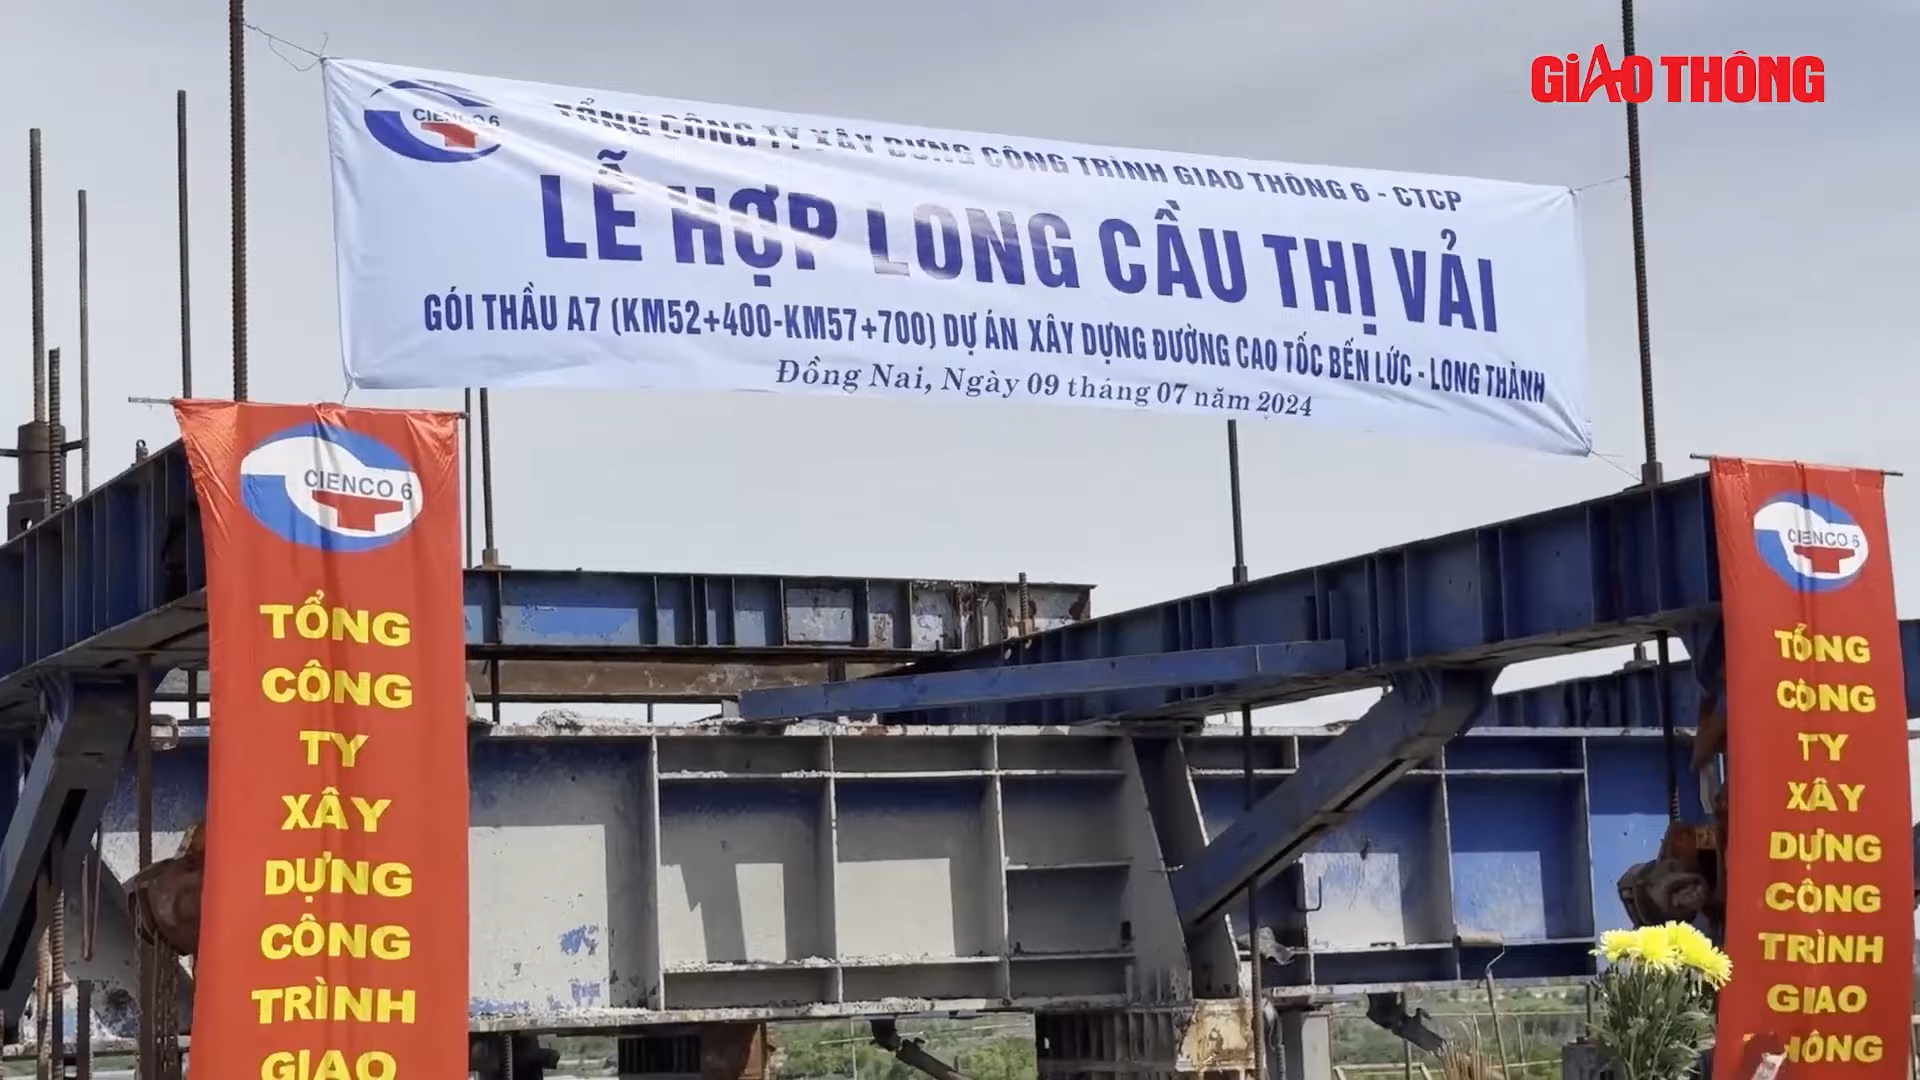 GIAO THÔNG
CIENCO 6
TỔNG CÔNG TY XÂY DỰNG CÔNG TRÌNH GIAO THÔNG 6 - CTCP
LỄ HỢP LONG CẦU THỊ VẢI
GÓI THẦU A7 (KM52+400-KM57+700) DỰ ÁN XÂY DỰNG ĐƯỜNG CAO TỐC BẾN LỨC - LONG THÀNH
Đồng Nai, Ngày 09 tháng 07 năm 2024
CIENCO 6
TỔNG
CÔNG
TY
XÂY
DỰNG
CÔNG
TRÌNH
GIAO
CIENCO 6
TỔNG
CÔNG
TY
XÂY
DỰNG
CÔNG
TRÌNH
GIAO
THÔNG